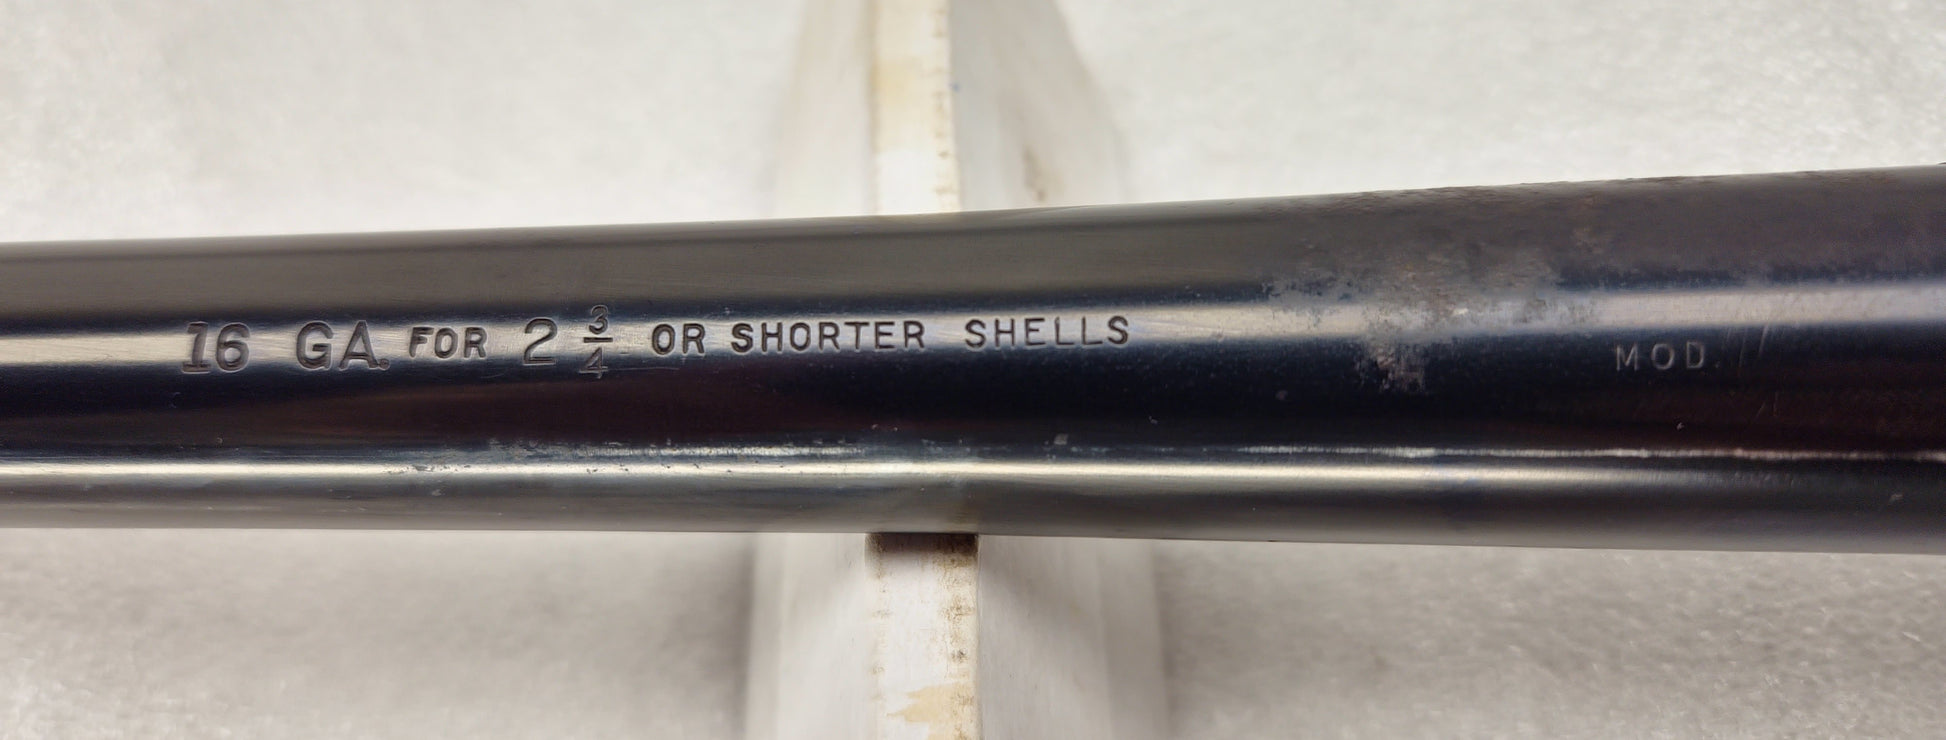 16 GA. FOR 2 3/4 OR SHORTER SHELLS
MOD.